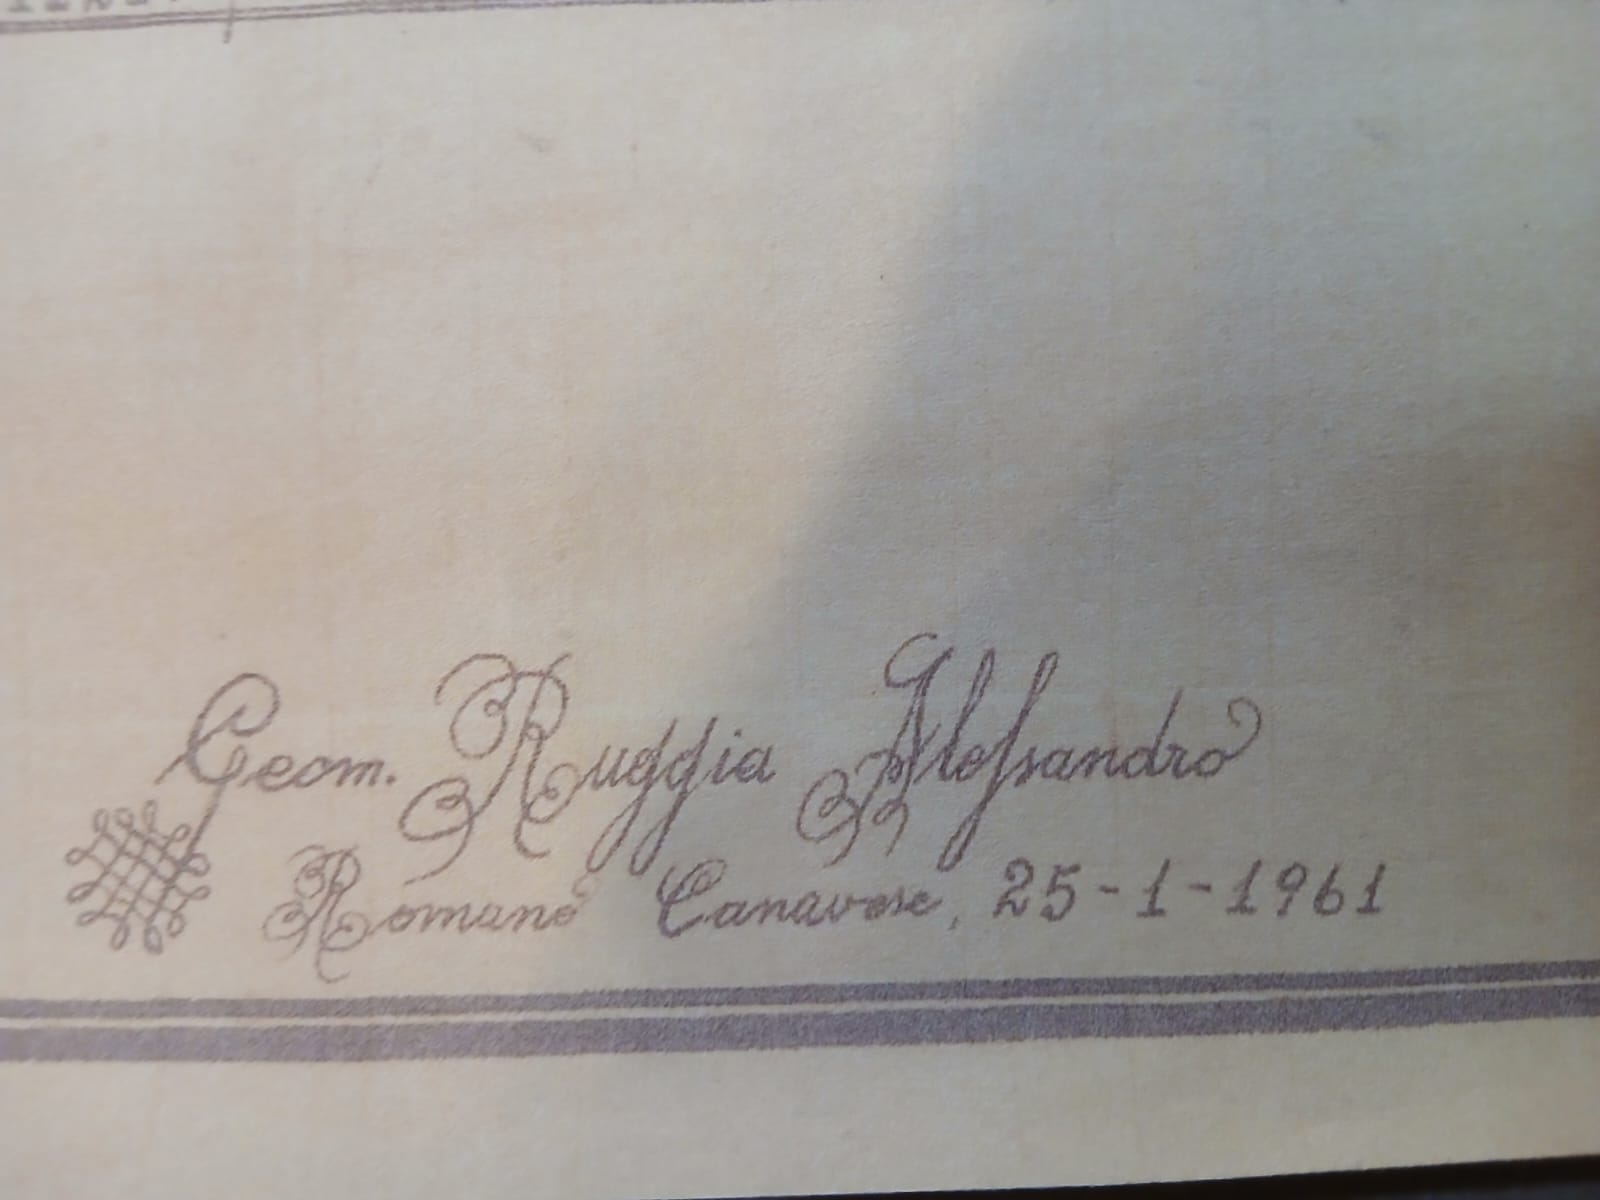 Geom. Ruggia Alessandro
Romano Canavese, 25-1-1961